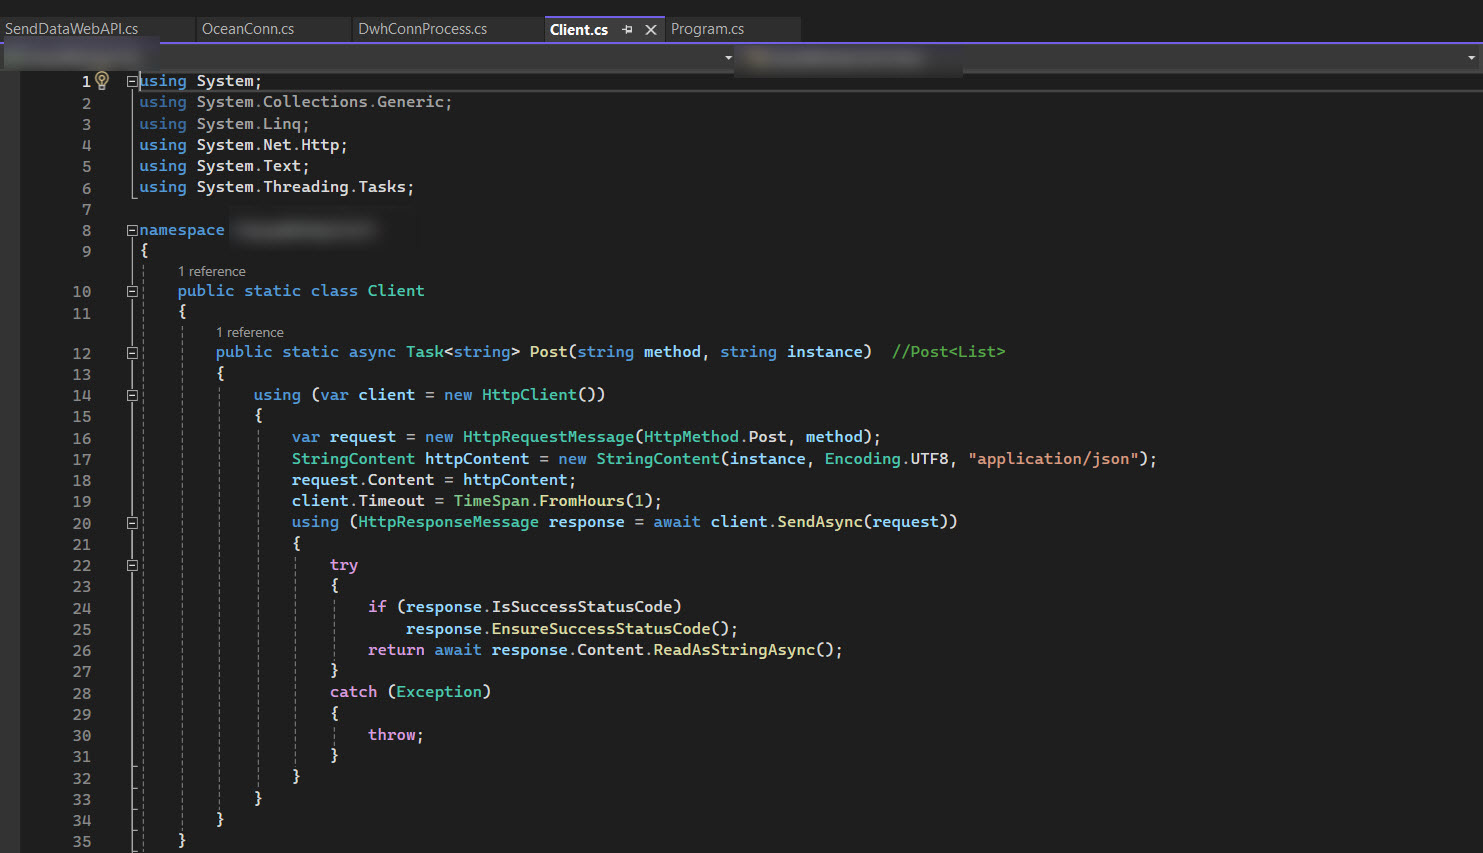 SendDataWebAPI.cs OceanConn.cs DwhConnProcess.cs Client.cs Program.cs
1 using System;
2 using System.Collections.Generic;
3 using System.Linq;
4 using System.Net.Http;
5 using System.Text;
6 using System.Threading.Tasks;
7
8 namespace
9 {
1 reference
10 public static class Client
11 {
1 reference
12 public static async Task<string> Post(string method, string instance) //Post<List>
13 {
14 using (var client = new HttpClient())
15 {
16 var request = new HttpRequestMessage(HttpMethod.Post, method);
17 StringContent httpContent = new StringContent(instance, Encoding.UTF8, "application/json");
18 request.Content = httpContent;
19 client.Timeout = TimeSpan.FromHours(1);
20 using (HttpResponseMessage response = await client.SendAsync(request))
21 {
22 try
23 {
24 if (response.IsSuccessStatusCode)
25 response.EnsureSuccessStatusCode();
26 return await response.Content.ReadAsStringAsync();
27 }
28 catch (Exception)
29 {
30 throw;
31 }
32 }
33 }
34 }
35 }